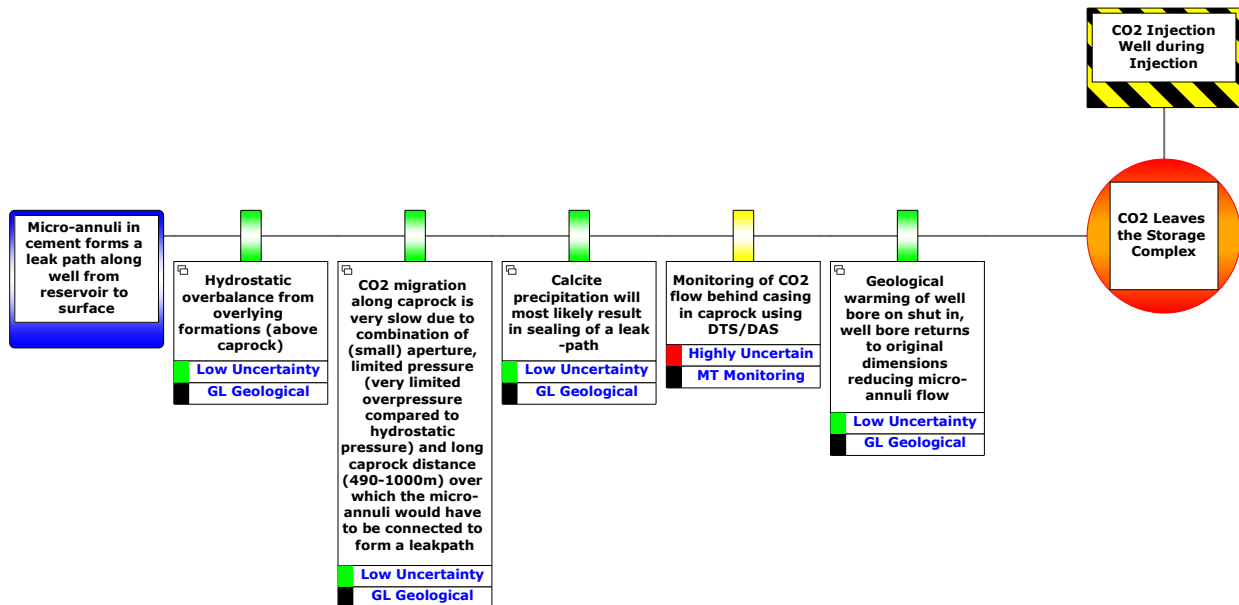 CO2 Injection
Well during
Injection
Micro-annuli in
cement forms a
leak path along
well from
reservoir to
surface
CO2 Leaves
the Storage
Complex
Hydrostatic
overbalance from
overlying
formations (above
caprock)
Low Uncertainty
GL Geological
CO2 migration
along caprock is
very slow due to
combination of
(small) aperture,
limited pressure
(very limited
overpressure
compared to
hydrostatic
pressure) and long
caprock distance
(490-1000m) over
which the micro-
annuli would have
to be connected to
form a leakpath
Low Uncertainty
GL Geological
Calcite
precipitation will
most likely result
in sealing of a leak
-path
Low Uncertainty
GL Geological
Monitoring of CO2
flow behind casing
in caprock using
DTS/DAS
Highly Uncertain
MT Monitoring
Geological
warming of well
bore on shut in,
well bore returns
to original
dimensions
reducing micro-
annuli flow
Low Uncertainty
GL Geological